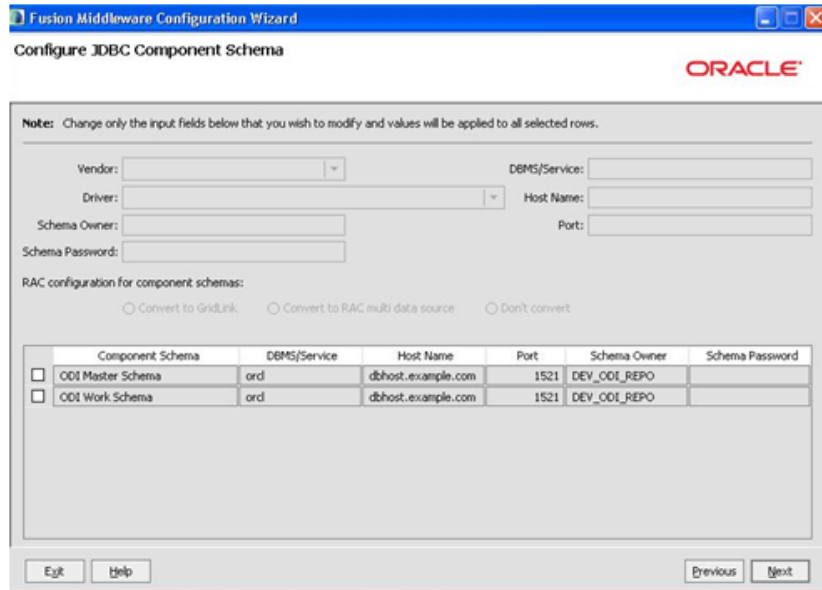 Fusion Middleware Configuration Wizard
Configure JDBC Component Schema
ORACLE
Note: Change only the input fields below that you wish to modify and values will be applied to all selected rows.
Vendor: DBMS/Service:
Driver: Host Name:
Schema Owner: Port:
Schema Password:
RAC configuration for component schemas:
Convert to GridLink Convert to RAC multi data source Don't convert
Component Schema DBMS/Service Host Name Port Schema Owner Schema Password
ODI Master Schema orcl dbhost.example.com 1521 DEV_ODI_REPO
ODI Work Schema orcl dbhost.example.com 1521 DEV_ODI_REPO
Exit Help Previous Next